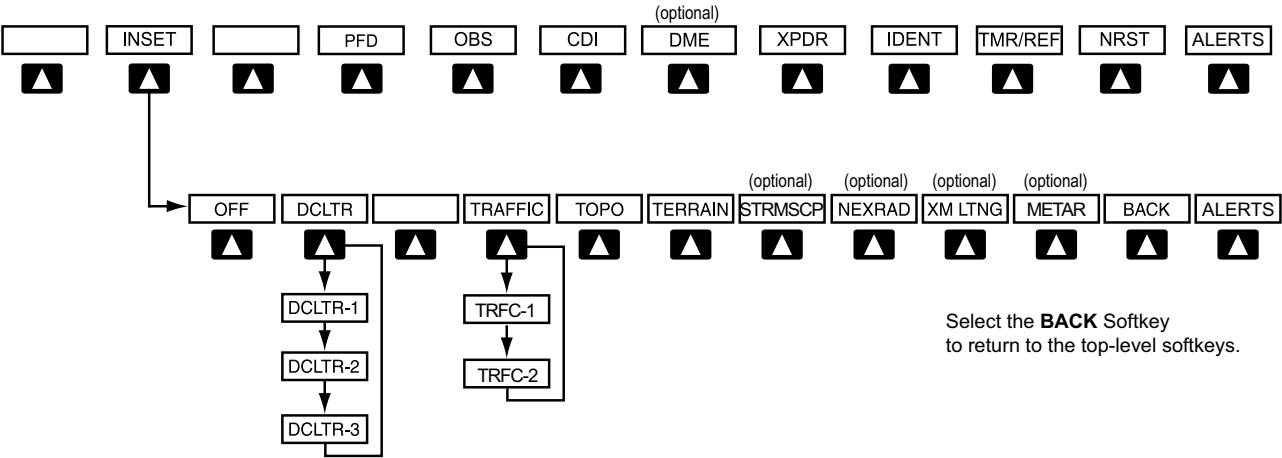 (optional)
INSET PFD OBS CDI DME XPDR IDENT TMR/REF NRST ALERTS
(optional) (optional) (optional) (optional)
OFF DCLTR TRAFFIC TOPO TERRAIN STRMSCP NEXRAD XM LTNG METAR BACK ALERTS
DCLTR-1 TRFC-1
DCLTR-2 TRFC-2
DCLTR-3
Select the BACK Softkey
to return to the top-level softkeys.